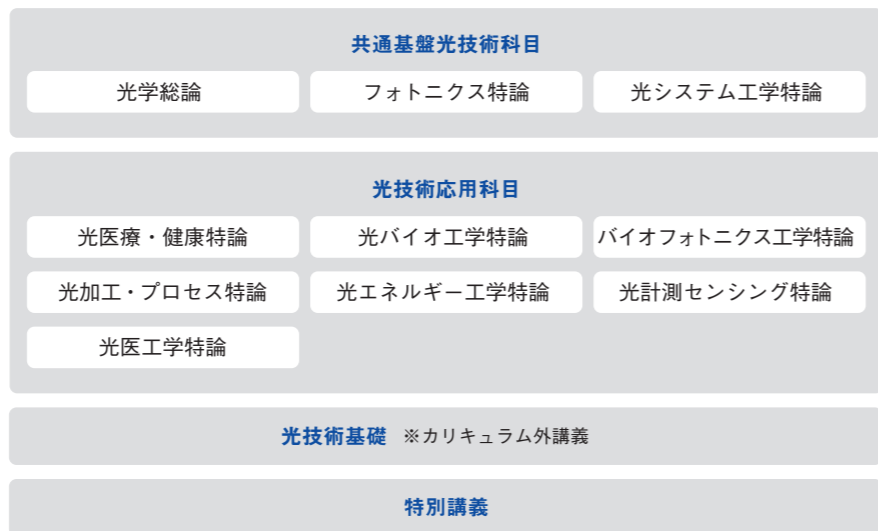 共通基盤光技術科目
光学総論 フォトニクス特論 光システム工学特論
光技術応用科目
光医療・健康特論 光バイオ工学特論 バイオフォトニクス工学特論
光加工・プロセス特論 光エネルギー工学特論 光計測センシング特論
光医工学特論
光技術基礎 ※カリキュラム外講義
特別講義